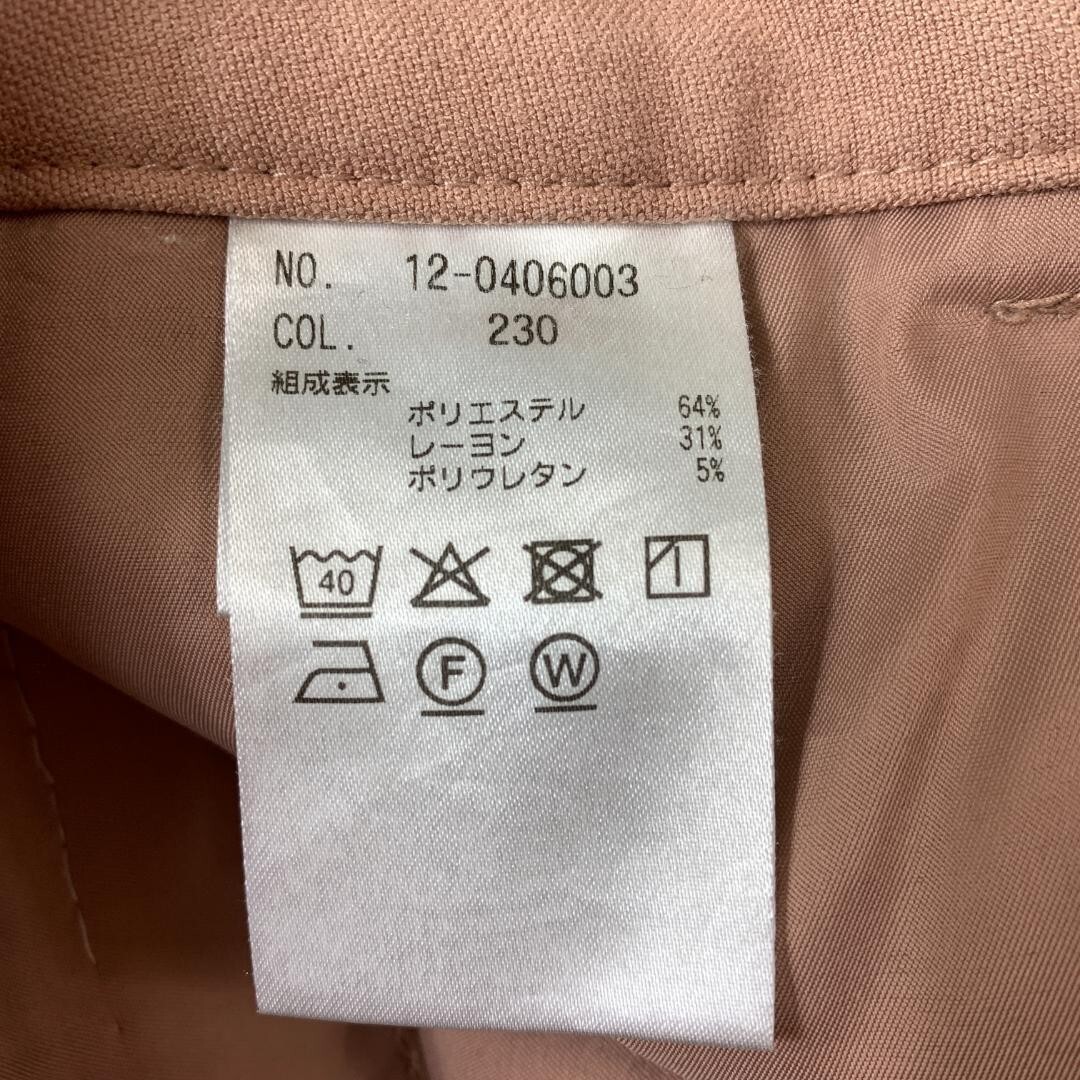 NO. 12-0406003
COL. 230
組成表示
ポリエステル 64%
レーヨン 31%
ポリウレタン 5%
40
F W